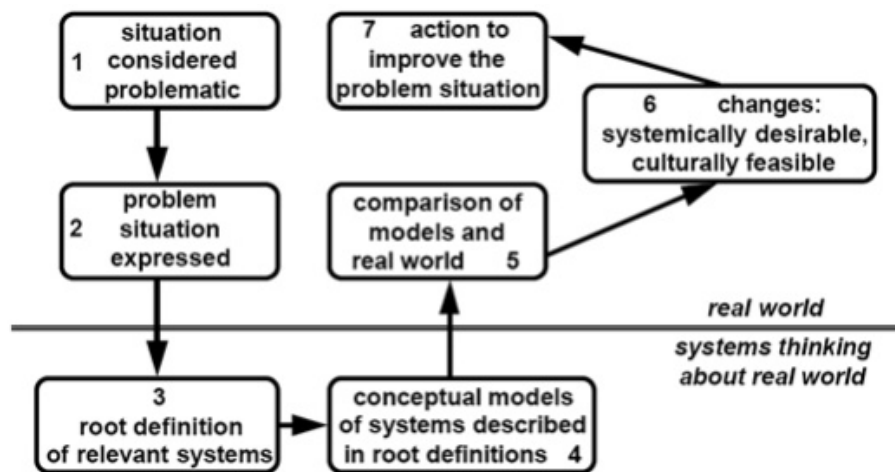 situation
1 considered
problematic
problem
2 situation
expressed
3
root definition
of relevant systems
conceptual models
of systems described
in root definitions 4
comparison of
models and
real world 5
6 changes:
systemically desirable,
culturally feasible
7 action to
improve the
problem situation
real world
systems thinking
about real world